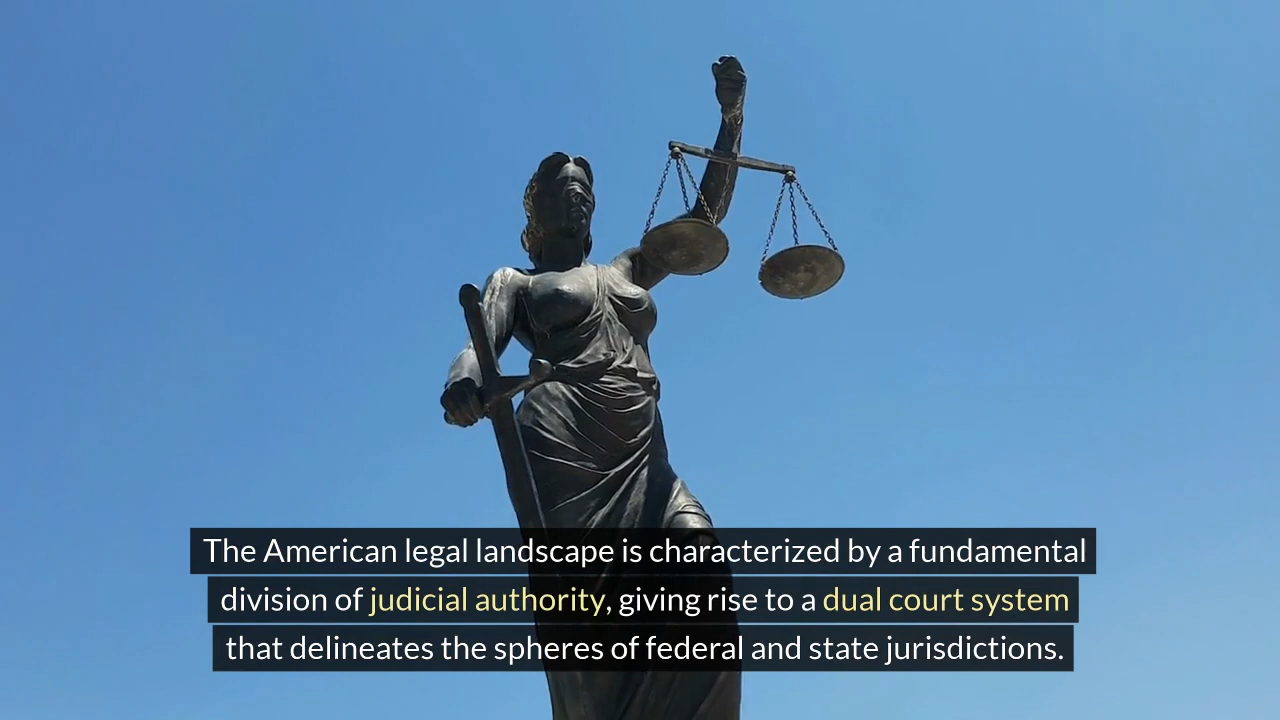 The American legal landscape is characterized by a fundamental
division of judicial authority, giving rise to a dual court system
that delineates the spheres of federal and state jurisdictions.